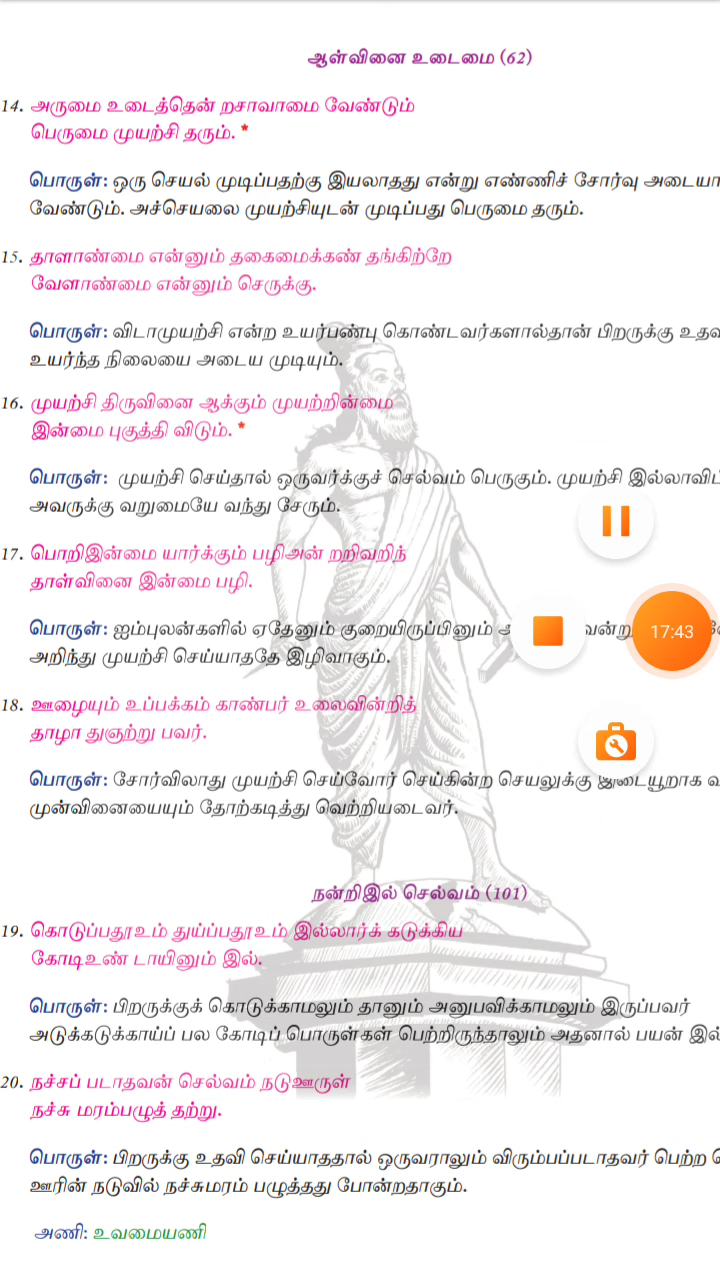 ஆள்வினை உடைமை (62)
14. அருமை உடைத்தென் றசாவாமை வேண்டும்
பெருமை முயற்சி தரும். *
பொருள்: ஒரு செயல் முடிப்பதற்கு இயலாதது என்று எண்ணிச் சோர்வு அடையா
வேண்டும். அச்செயலை முயற்சியுடன் முடிப்பது பெருமை தரும்.
15. தாளாண்மை என்னும் தகைமைக்கண் தங்கிற்றே
வேளாண்மை என்னும் செருக்கு.
பொருள்: விடாமுயற்சி என்ற உயர்பண்பு கொண்டவர்களால்தான் பிறருக்கு
உயர்ந்த நிலையை அடைய முடியும்.
16. முயற்சி திருவினை ஆக்கும் முயற்றின்மை
இன்மை புகுத்தி விடும். *
பொருள்: முயற்சி செய்தால் ஒருவர்க்குச் செல்வம் பெருகும். முயற்சி
அவருக்கு வறுமையே வந்து சேரும்.
17. பொறிஇன்மை யார்க்கும் பழிஅன் றறிவறிந்
தாள்வினை இன்மை பழி.
பொருள்: ஐம்புலன்களில் ஏதேனும் குறையிருப்பினும்
17:43
அறிந்து முயற்சி செய்யாததே இழிவாகும்.
18. ஊழையும் உப்பக்கம் காண்பர் உலைவின்றித்
தாழா துஞற்று பவர்.
பொருள்: சோர்விலாது முயற்சி செய்வோர் செய்கின்ற செயலுக்கு இடையூறாக
முன்வினையையும் தோற்கடித்து வெற்றியடைவர்.
நன்றிஇல் செல்வம் (101)
19. கொடுப்பதூஉம் துய்ப்பதூஉம் இல்லார்க் கடுக்கிய
கோடிஉண் டாயினும் இல்.
பொருள்: பிறருக்குக் கொடுக்காமலும் தானும் அனுபவிக்காமலும் இருப்பவர்
அடுக்கடுக்காய்ப் பல கோடிப் பொருள்கள் பெற்றிருந்தாலும் அதனால் பயன்
20. நச்சப் படாதவன் செல்வம் நடுஊருள்
நச்சு மரம்பழுத் தற்று.
பொருள்: பிறருக்கு உதவி செய்யாததால் ஒருவராலும் விரும்பப்படாதவர் பெற்ற
ஊரின் நடுவில் நச்சுமரம் பழுத்தது போன்றதாகும்.
அணி: உவமையணி